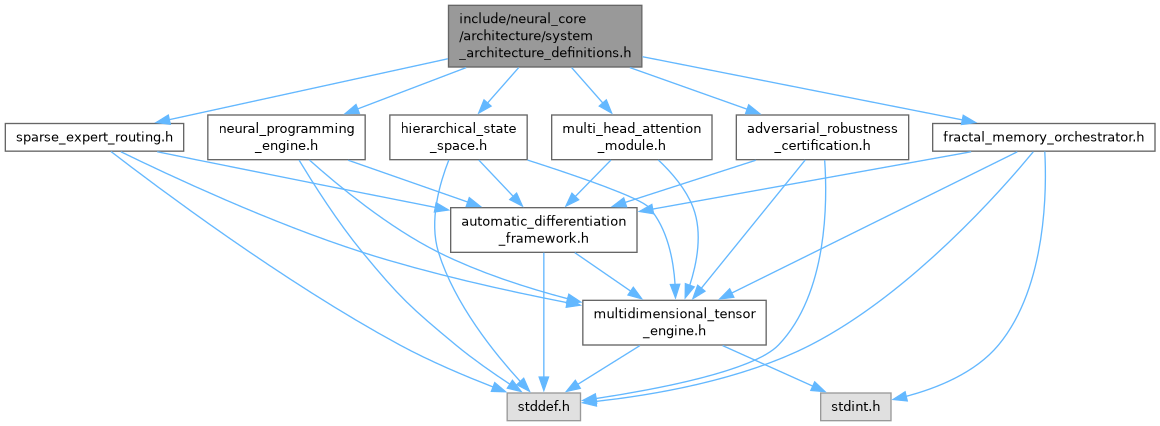 include/neural_core
/architecture/system
_architecture_definitions.h
sparse_expert_routing.h
neural_programming
_engine.h
hierarchical_state
_space.h
multi_head_attention
_module.h
adversarial_robustness
_certification.h
fractal_memory_orchestrator.h
automatic_differentiation
_framework.h
multidimensional_tensor
_engine.h
stddef.h
stdint.h